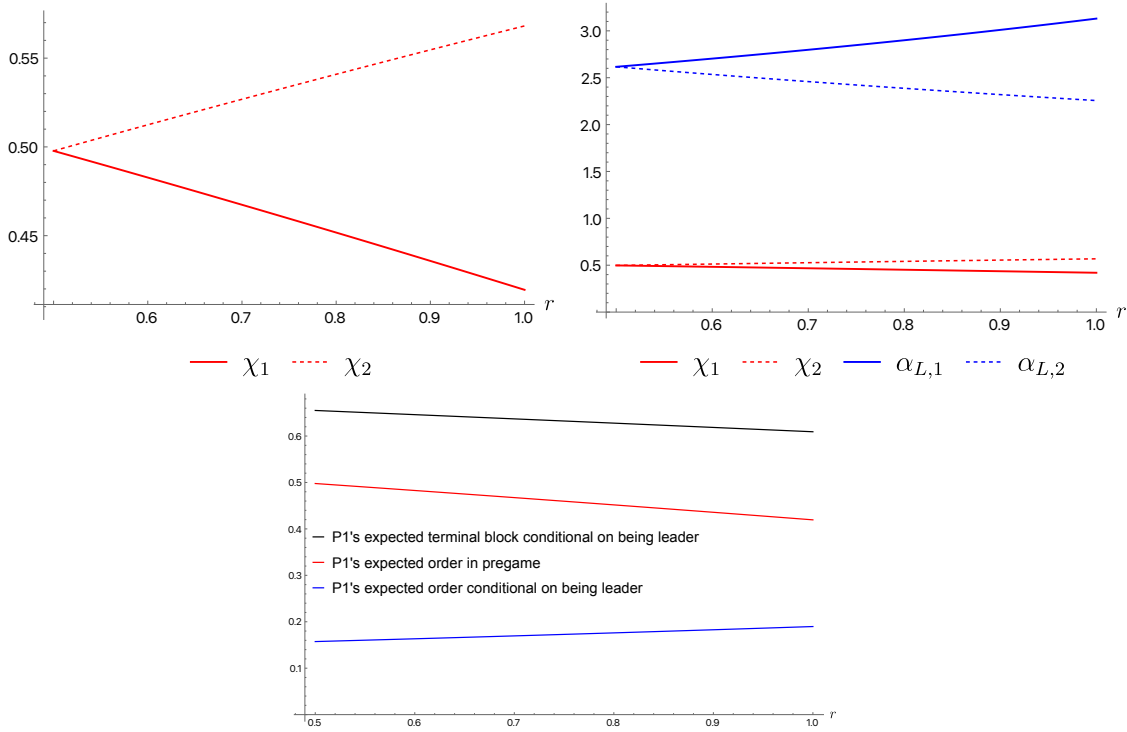 0.55
0.50
0.45
0.6 0.7 0.8 0.9 1.0 r
χ₁ χ₂
3.0
2.5
2.0
1.5
1.0
0.5
0.6 0.7 0.8 0.9 1.0 r
χ₁ χ₂ α_{L,1} α_{L,2}
0.6
0.5
0.4
P1's expected terminal block conditional on being leader
P1's expected order in pregame
0.3
P1's expected order conditional on being leader
0.2
0.1
0.5 0.6 0.7 0.8 0.9 1.0 r